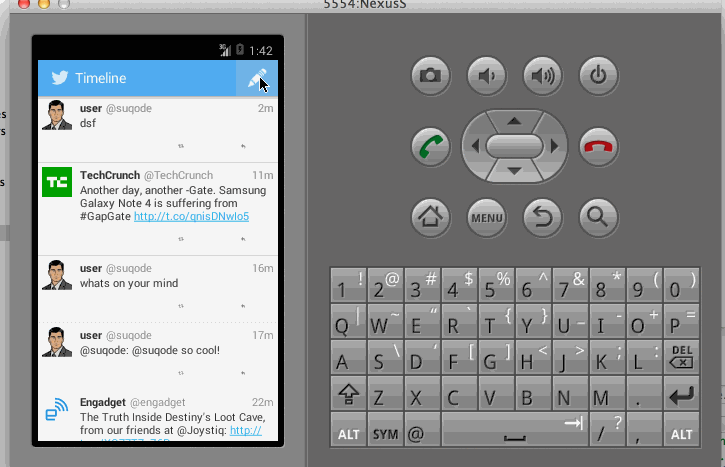 5554:NexusS
3G 1:42
Timeline
user @suqode 2m
dsf
TechCrunch @TechCrunch 11m
Another day, another -Gate. Samsung
Galaxy Note 4 is suffering from
#GapGate http://t.co/qnisDNwlo5
user @suqode 16m
whats on your mind
user @suqode 17m
@suqode: @suqode so cool!
Engadget @engadget 22m
The Truth Inside Destiny's Loot Cave,
from our friends at @Joystiq: http://
MENU
1 ! 2 @ 3 # 4 $ 5 % 6 ^ 7 & 8 * 9 ( 0 )
Q | W ~ E " R ` T { Y } U _ I - O + P =
A S \ D ' F [ G ] H < J > K ; L : DEL
Z X C V B N M .
ALT SYM @ / ? , ALT